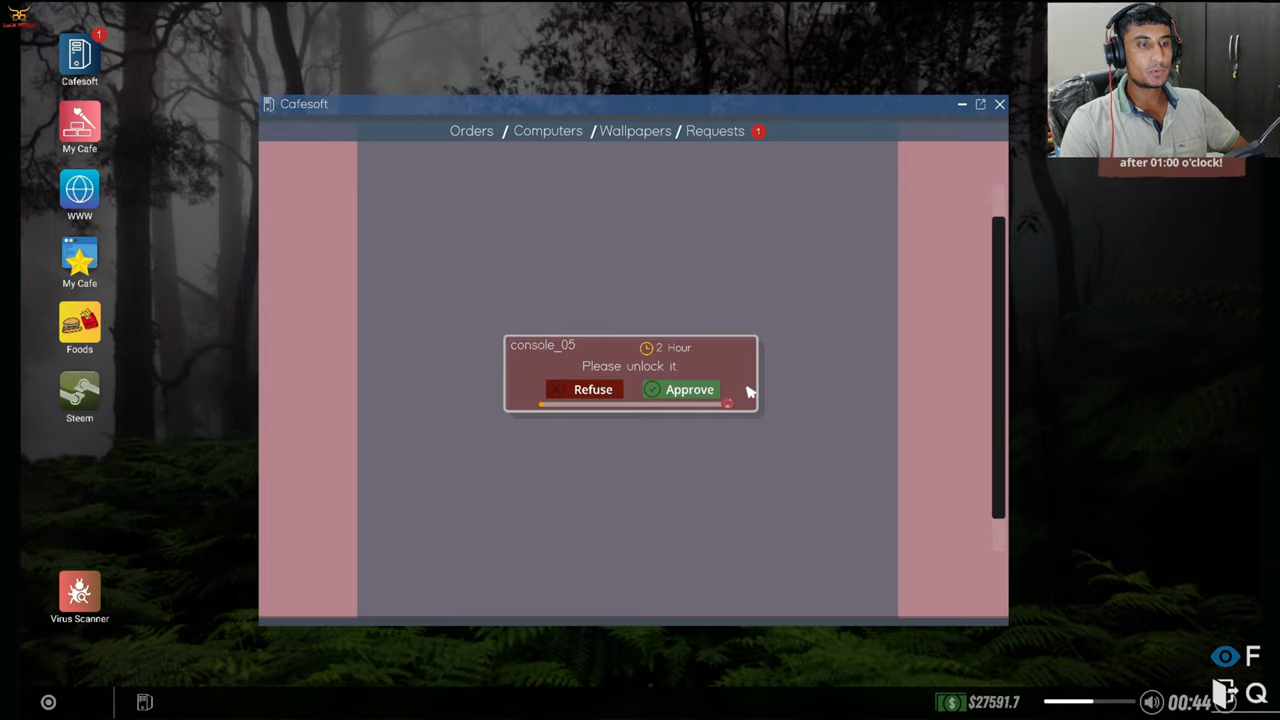 1
Cafesoft
My Cafe
WWW
My Cafe
Foods
Steem
Virus Scanner
Cafesoft
Orders / Computers / Wallpapers / Requests 1
console_05
2 Hour
Please unlock it.
Refuse
Approve
after 01:00 o'clock!
F
Q
$27591.7
00:44